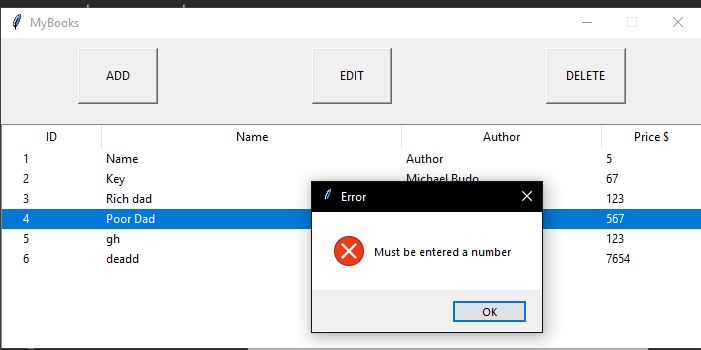 MyBooks
ADD EDIT DELETE
ID Name Author Price $
1 Name Author 5
2 Key Michael Budo 67
3 Rich dad 123
Error
4 Poor Dad 567
5 gh 123
Must be entered a number
6 deadd 7654
OK